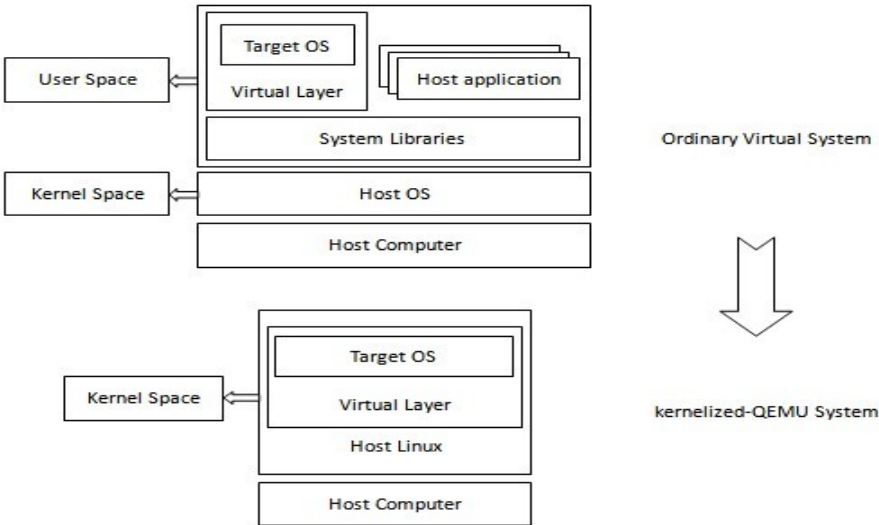 Target OS
User Space
Host application
Virtual Layer
System Libraries
Ordinary Virtual System
Kernel Space
Host OS
Host Computer
Target OS
Kernel Space
Virtual Layer
kernelized-QEMU System
Host Linux
Host Computer